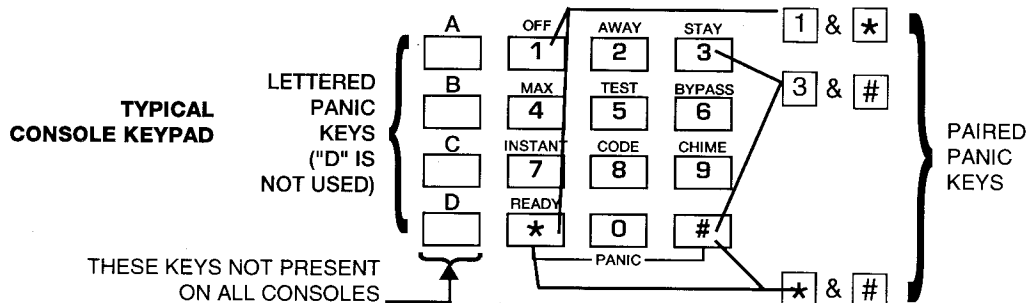 TYPICAL
CONSOLE KEYPAD
LETTERED
PANIC
KEYS
("D" IS
NOT USED)
A
B
C
D
OFF
1
AWAY
2
STAY
3
MAX
4
TEST
5
BYPASS
6
INSTANT
7
CODE
8
CHIME
9
READY
*
0
#
PANIC
1 & *
3 & #
* & #
PAIRED
PANIC
KEYS
THESE KEYS NOT PRESENT
ON ALL CONSOLES